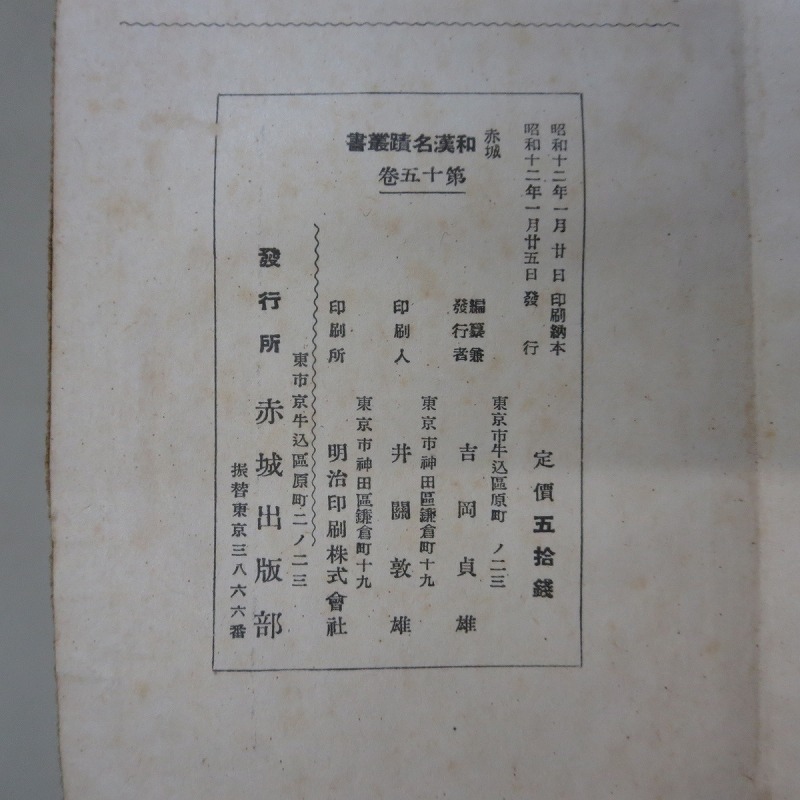 昭和十二年一月廿日印刷納本
昭和十二年一月廿五日發行
赤城
和漢名蹟叢書
第十五卷
定價五拾錢
東京市牛込區原町ノ二三
編纂兼
發行者
吉岡貞雄
東京市神田區鎌倉町十九
印刷人
井關敦雄
東京市神田區鎌倉町十九
印刷所
明治印刷株式會社
東市京牛込區原町二ノ二三
發行所
赤城出版部
振替東京三八六六番